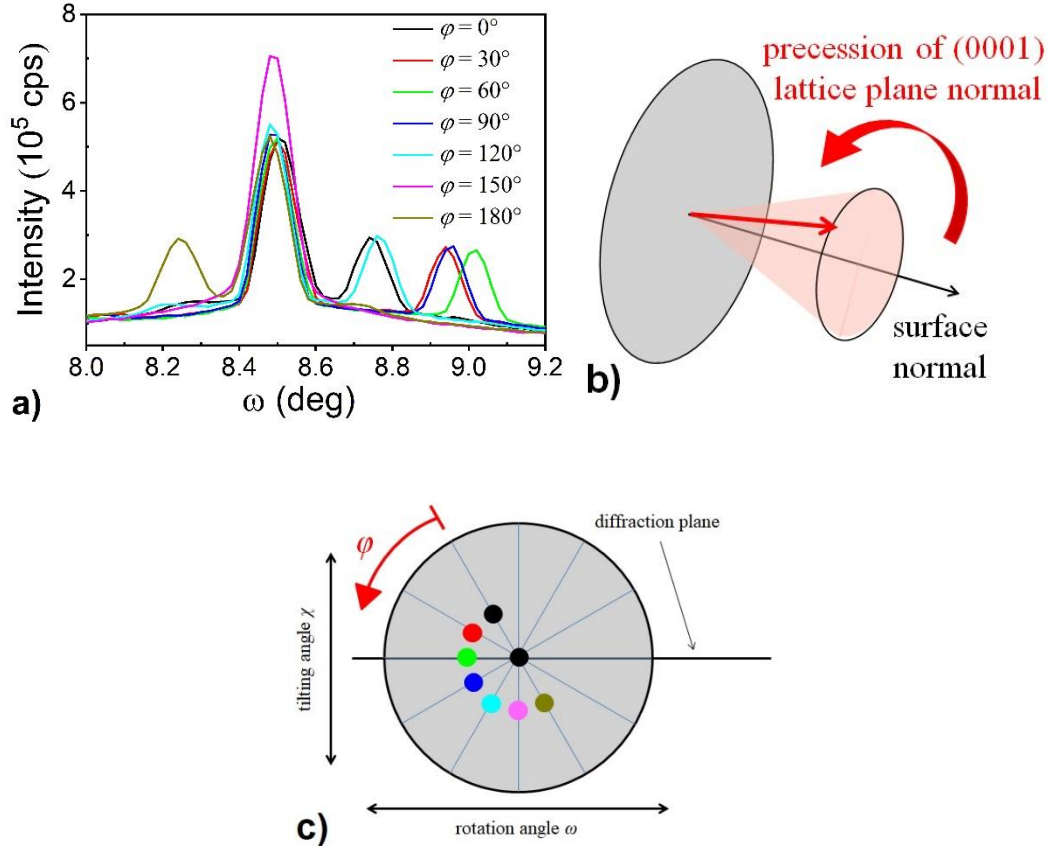 8
6
4
2
Intensity (10⁵ cps)
8.0 8.2 8.4 8.6 8.8 9.0 9.2
ω (deg)
φ = 0°
φ = 30°
φ = 60°
φ = 90°
φ = 120°
φ = 150°
φ = 180°
a)
precession of (0001)
lattice plane normal
surface
normal
b)
diffraction plane
φ
tilting angle χ
rotation angle ω
c)